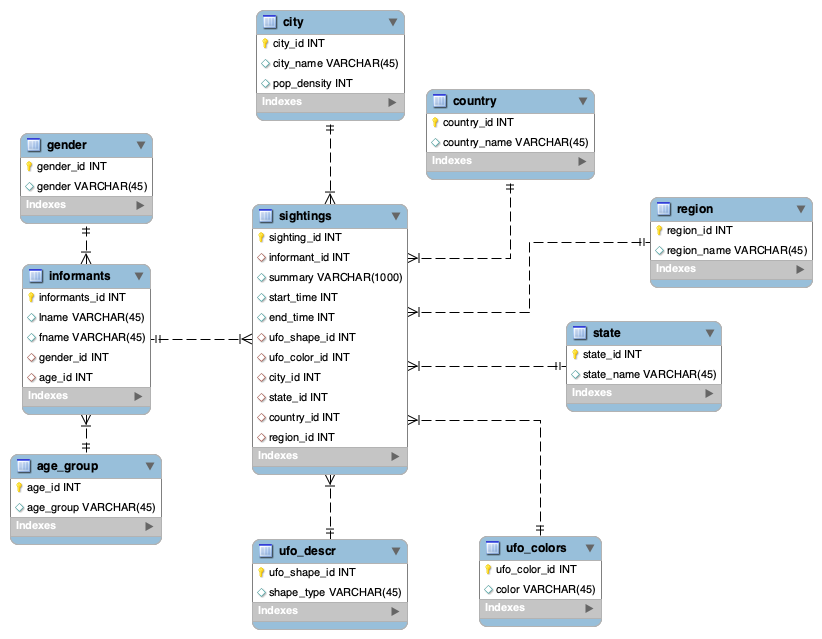 city
city_id INT
city_name VARCHAR(45)
pop_density INT
Indexes
country
country_id INT
country_name VARCHAR(45)
Indexes
gender
gender_id INT
gender VARCHAR(45)
Indexes
region
region_id INT
region_name VARCHAR(45)
Indexes
sightings
sighting_id INT
informant_id INT
summary VARCHAR(1000)
start_time INT
end_time INT
ufo_shape_id INT
ufo_color_id INT
city_id INT
state_id INT
country_id INT
region_id INT
Indexes
informants
informants_id INT
lname VARCHAR(45)
fname VARCHAR(45)
gender_id INT
age_id INT
Indexes
state
state_id INT
state_name VARCHAR(45)
Indexes
age_group
age_id INT
age_group VARCHAR(45)
Indexes
ufo_descr
ufo_shape_id INT
shape_type VARCHAR(45)
Indexes
ufo_colors
ufo_color_id INT
color VARCHAR(45)
Indexes